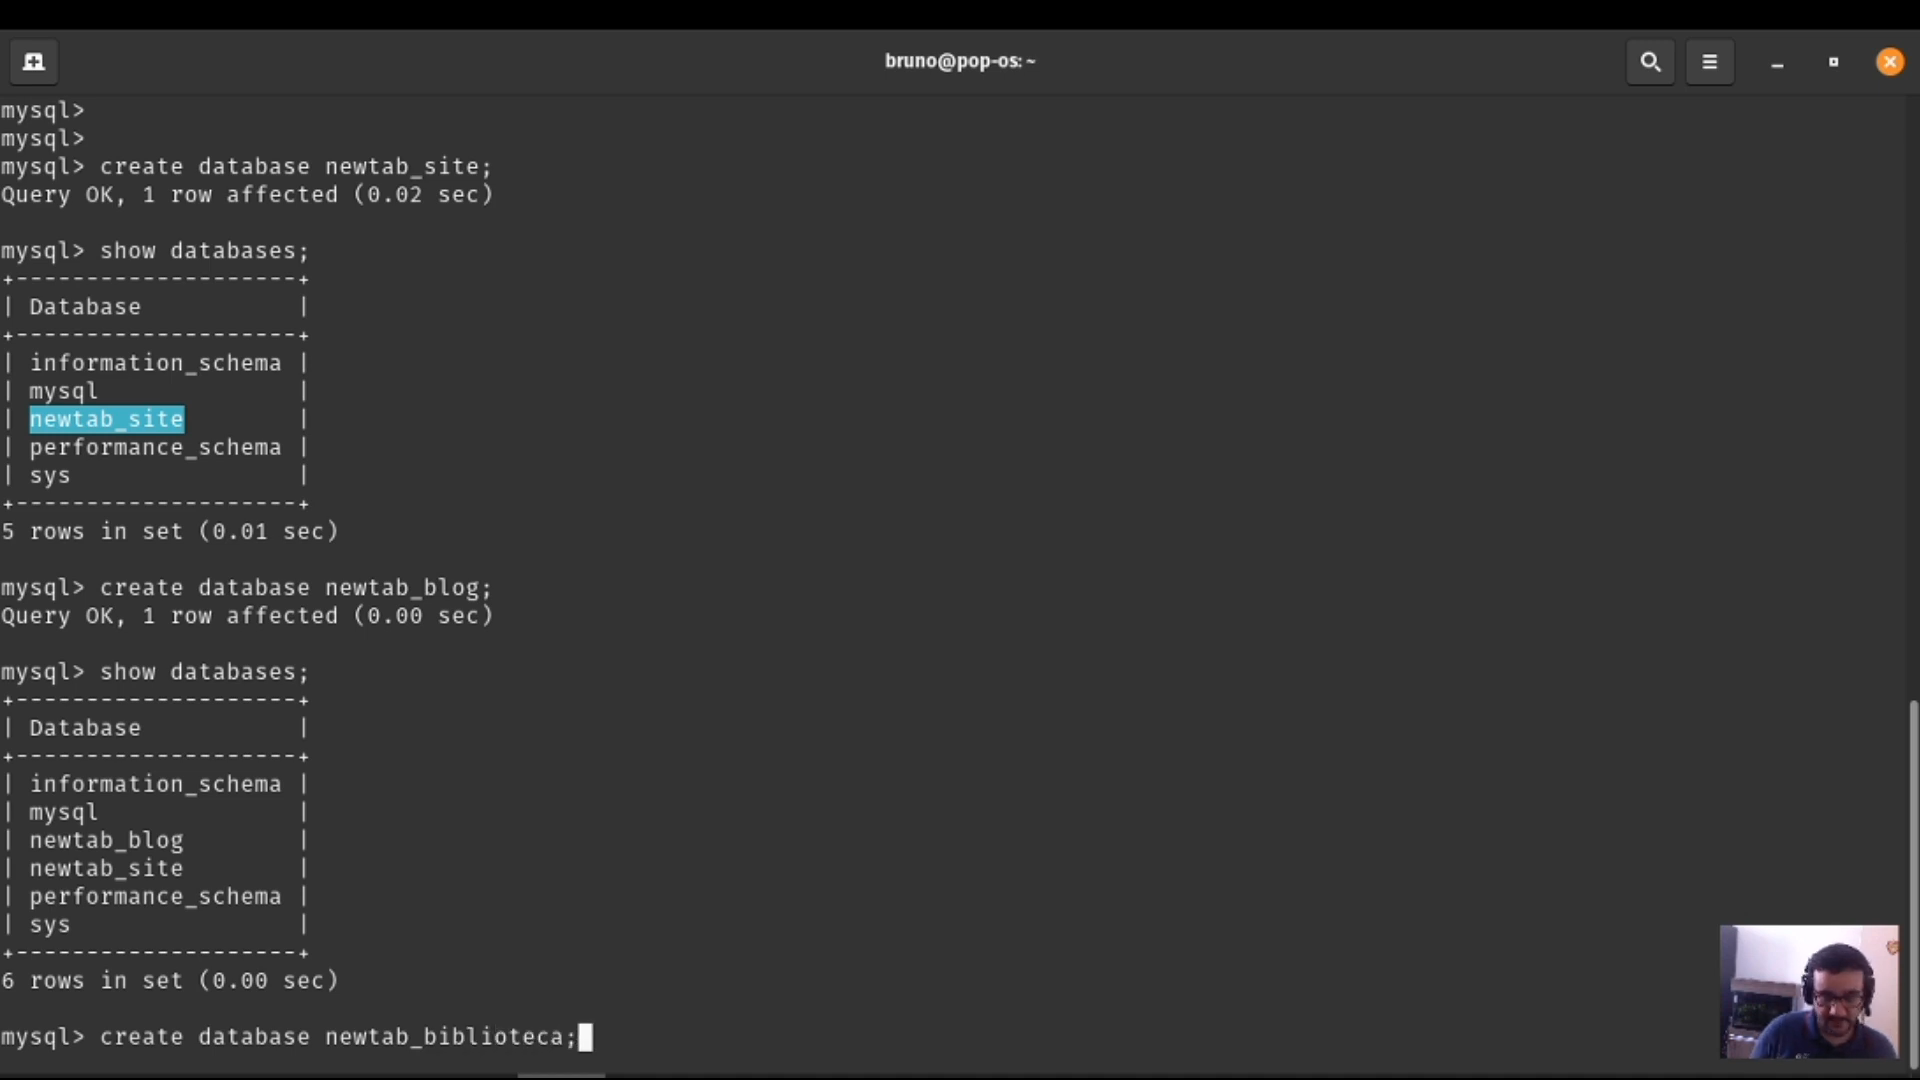 bruno@pop-os: ~
mysql>
mysql>
mysql> create database newtab_site;
Query OK, 1 row affected (0.02 sec)
mysql> show databases;
+--------------------+
| Database           |
+--------------------+
| information_schema |
| mysql              |
| newtab_site        |
| performance_schema |
| sys                |
+--------------------+
5 rows in set (0.01 sec)
mysql> create database newtab_blog;
Query OK, 1 row affected (0.00 sec)
mysql> show databases;
+--------------------+
| Database           |
+--------------------+
| information_schema |
| mysql              |
| newtab_blog        |
| newtab_site        |
| performance_schema |
| sys                |
+--------------------+
6 rows in set (0.00 sec)
mysql> create database newtab_biblioteca;